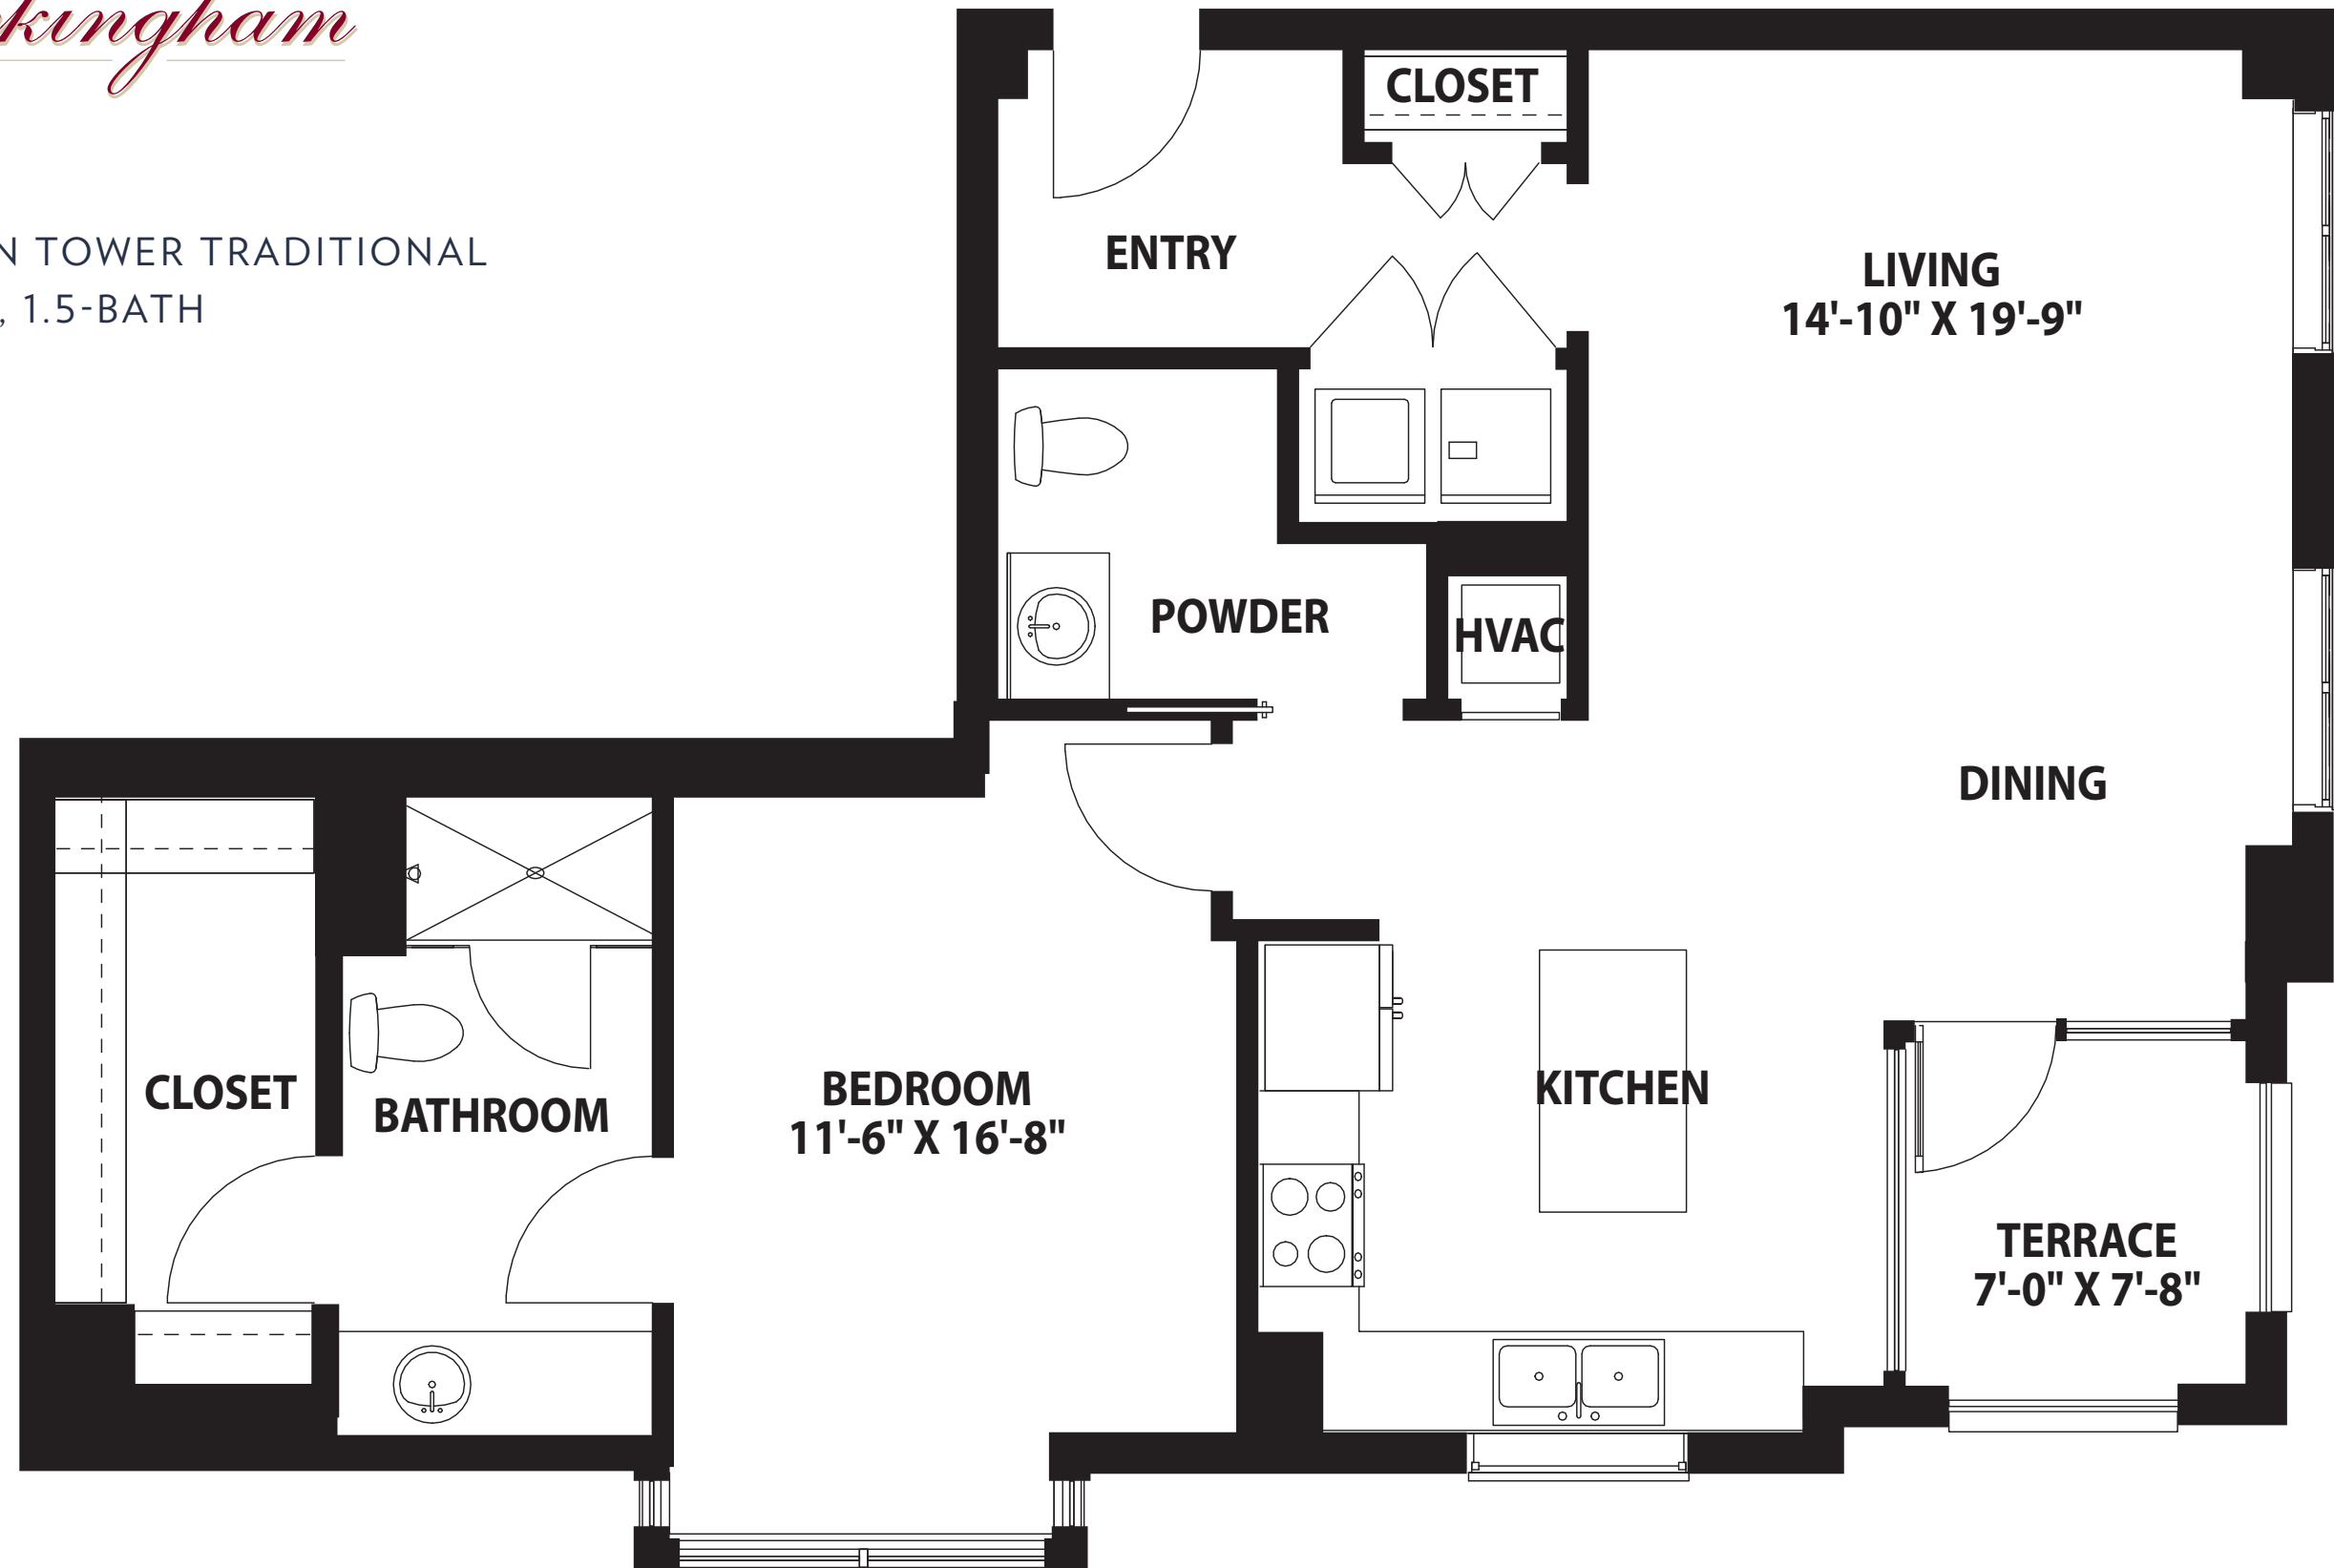 N TOWER TRADITIONAL
, 1.5-BATH
CLOSET
ENTRY
LIVING
14'-10" X 19'-9"
POWDER
HVAC
DINING
CLOSET
BATHROOM
BEDROOM
11'-6" X 16'-8"
KITCHEN
TERRACE
7'-0" X 7'-8"